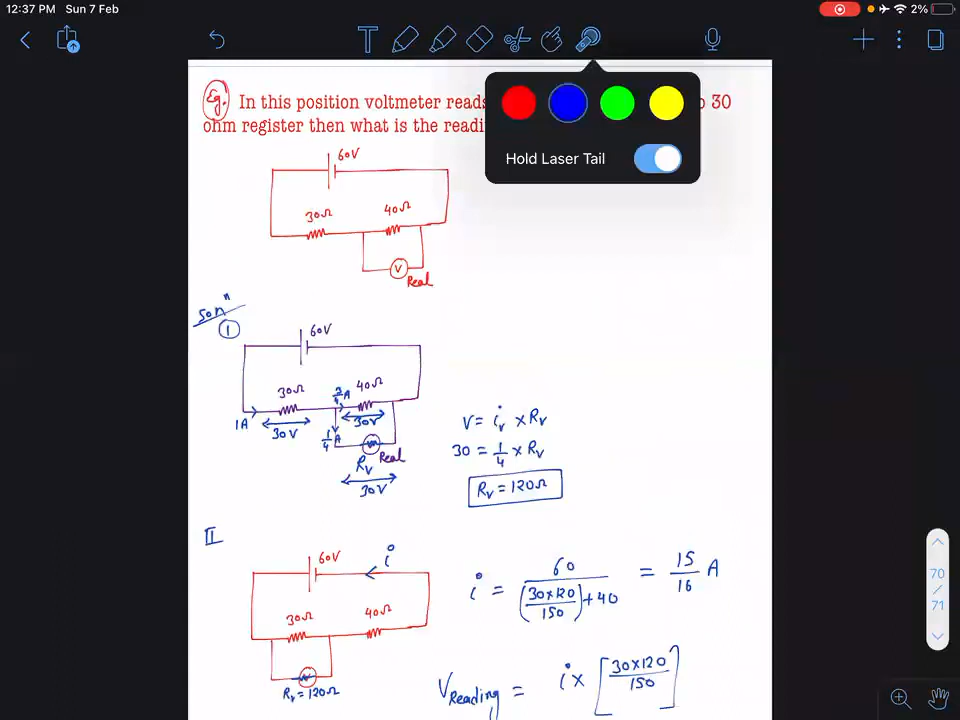 12:37 PM Sun 7 Feb
2%
Eg: In this position voltmeter reads 30
ohm register then what is the readi
Hold Laser Tail
60V
30Ω
40Ω
V
Real
Soln
1
60V
30Ω
3/4 A
40Ω
1A
30V
30V
1/4 A
Real
Rv
30V
V = iv × Rv
30 = 1/4 × Rv
Rv = 120Ω
II
60V
i
30Ω
40Ω
Rv = 120Ω
i = 60 / ((30×120 / 150) + 40) = 15/16 A
VReading = i × [30×120 / 150]
70
/
71